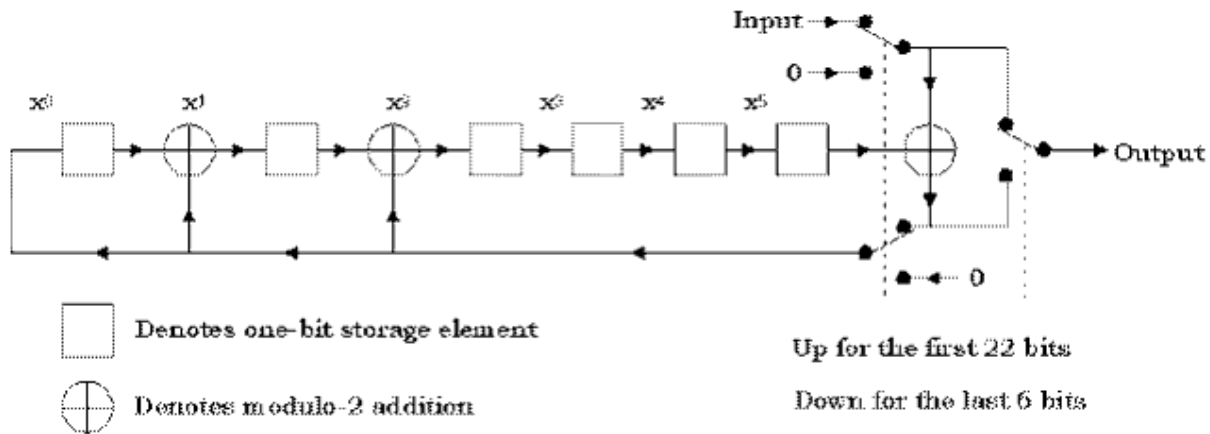 Input
0
x⁰ x¹ x² x³ x⁴ x⁵
Output
0
Denotes one-bit storage element
Up for the first 22 bits
Denotes modulo-2 addition
Down for the last 6 bits